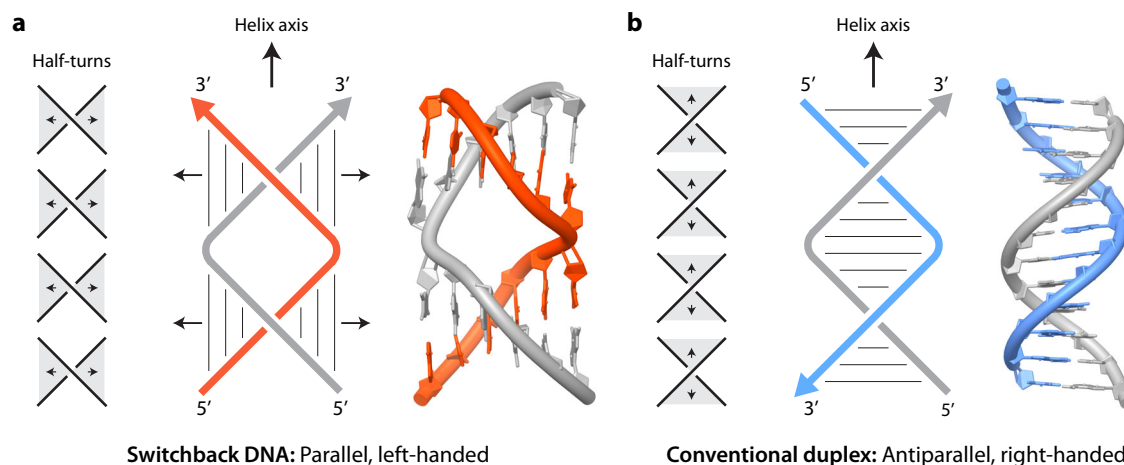 a
Helix axis
Half-turns
3′
3′
5′
5′
Switchback DNA: Parallel, left-handed
b
Helix axis
Half-turns
5′
3′
3′
5′
Conventional duplex: Antiparallel, right-handed